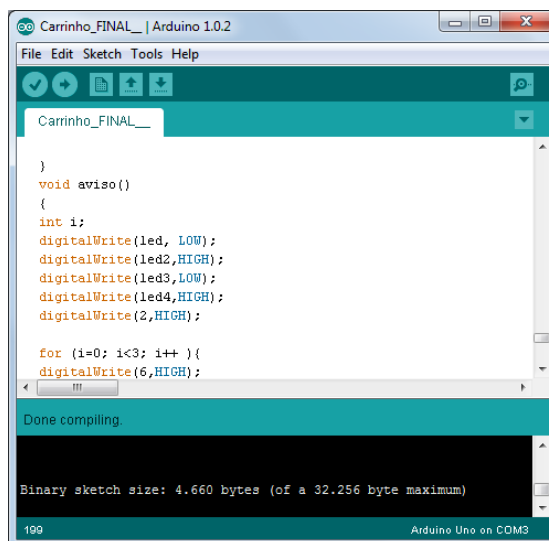 Carrinho_FINAL__ | Arduino 1.0.2
File Edit Sketch Tools Help
Carrinho_FINAL__
}
void aviso()
{
int i;
digitalWrite(led, LOW);
digitalWrite(led2,HIGH);
digitalWrite(led3,LOW);
digitalWrite(led4,HIGH);
digitalWrite(2,HIGH);
for (i=0; i<3; i++ ){
digitalWrite(6,HIGH);
Done compiling.
Binary sketch size: 4.660 bytes (of a 32.256 byte maximum)
199 Arduino Uno on COM3